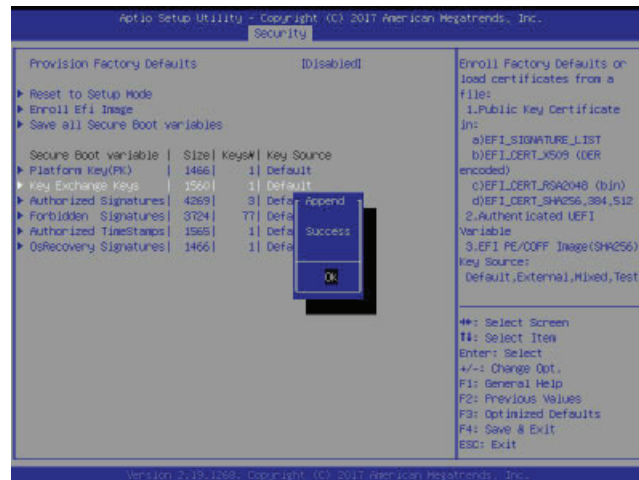 Aptio Setup Utility - Copyright (C) 2017 American Megatrends, Inc.
Security
Provision Factory Defaults [Disabled]
Reset to Setup Mode
Enroll Efi Image
Save all Secure Boot variables
Secure Boot variable | Size| Keys#| Key Source
Platform Key(PK) | 1466| 1| Default
Key Exchange Keys | 1560| 1| Default
Authorized Signatures| 4269| 3| Defa
Forbidden Signatures| 3724| 77| Defa
Authorized TimeStamps| 1565| 1| Defa
OsRecovery Signatures| 1466| 1| Defa
Append
Success
Ok
Enroll Factory Defaults or
load certificates from a
file:
1.Public Key Certificate
in:
a)EFI_SIGNATURE_LIST
b)EFI_CERT_X509 (DER
encoded)
c)EFI_CERT_RSA2048 (bin)
d)EFI_CERT_SHA256,384,512
2.Authenticated UEFI
Variable
3.EFI PE/COFF Image(SHA256)
Key Source:
Default,External,Mixed,Test
: Select Screen
: Select Item
Enter: Select
+/-: Change Opt.
F1: General Help
F2: Previous Values
F3: Optimized Defaults
F4: Save & Exit
ESC: Exit
Version 2.19.1268. Copyright (C) 2017 American Megatrends, Inc.